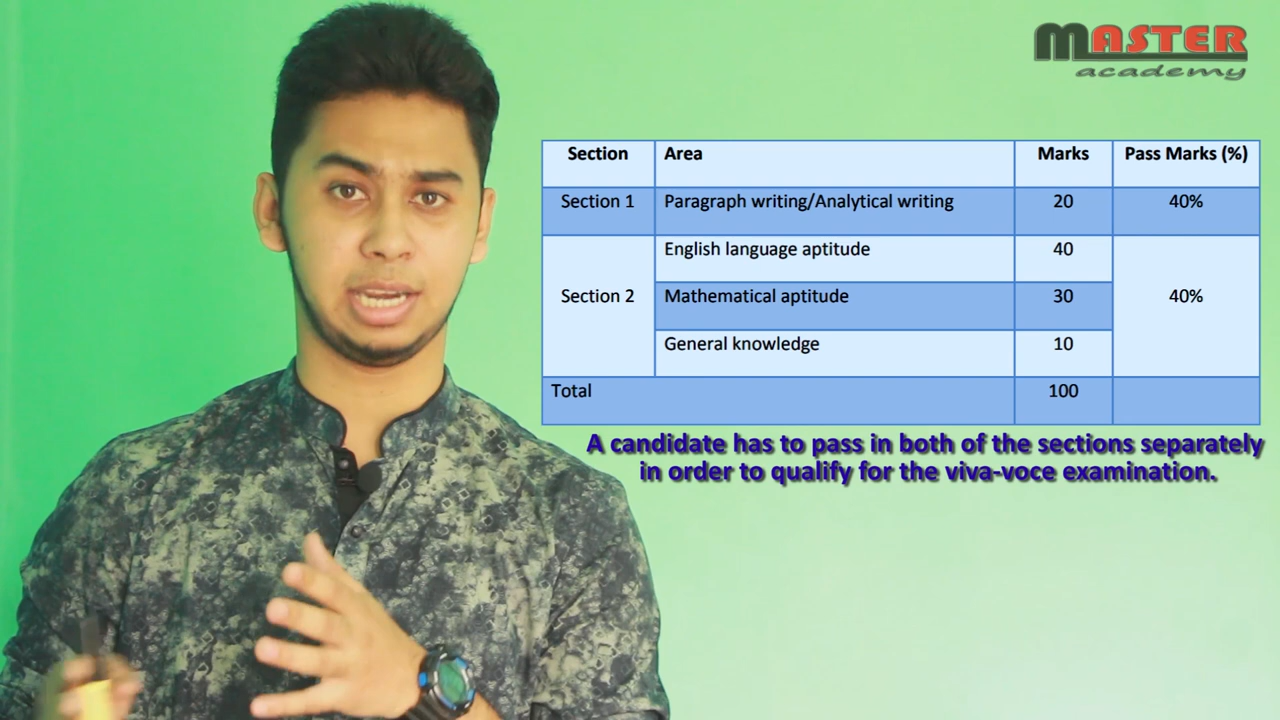 MASTER
academy
Section Area Marks Pass Marks (%)
Section 1 Paragraph writing/Analytical writing 20 40%
English language aptitude 40
Section 2 Mathematical aptitude 30 40%
General knowledge 10
Total 100
A candidate has to pass in both of the sections separately
in order to qualify for the viva-voce examination.